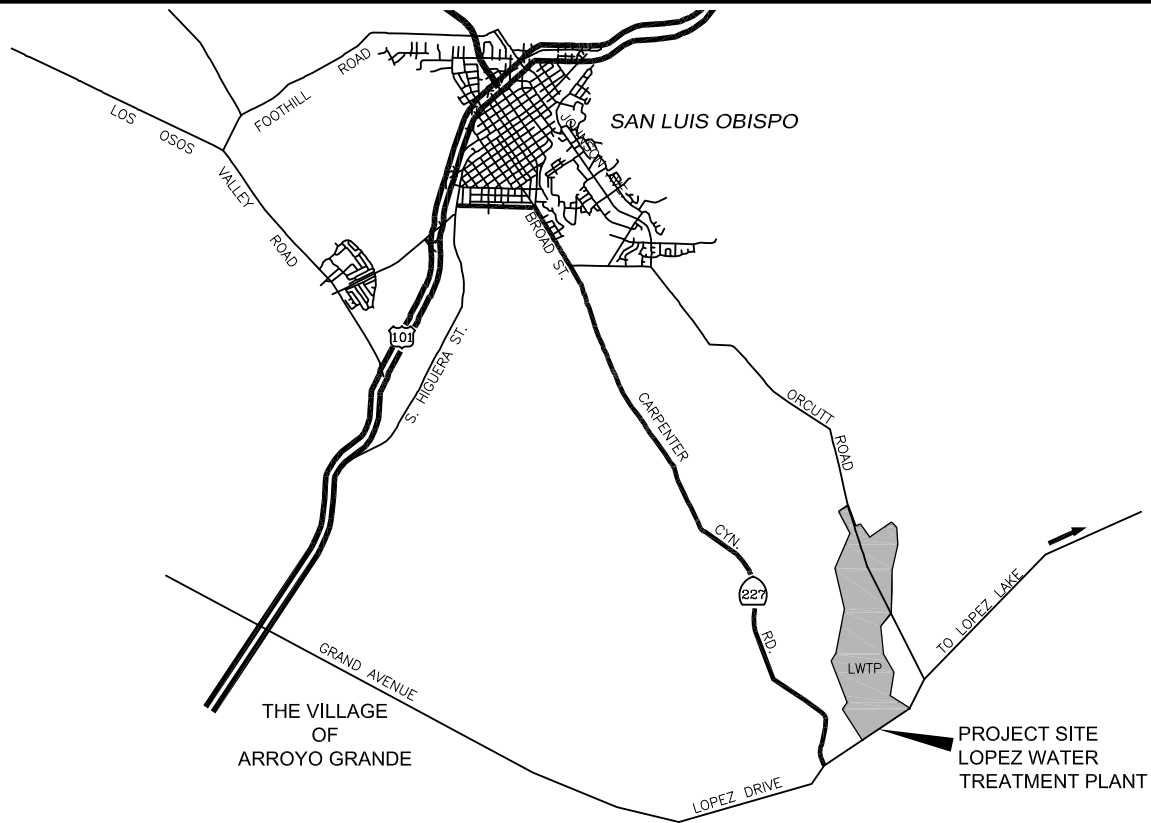 SAN LUIS OBISPO
FOOTHILL ROAD
LOS OSOS VALLEY ROAD
JOHNSON AVE
BROAD ST.
101
S. HIGUERA ST.
CARPENTER CYN. RD.
227
ORCUTT ROAD
TO LOPEZ LAKE
LWTP
GRAND AVENUE
THE VILLAGE
OF
ARROYO GRANDE
LOPEZ DRIVE
PROJECT SITE
LOPEZ WATER
TREATMENT PLANT